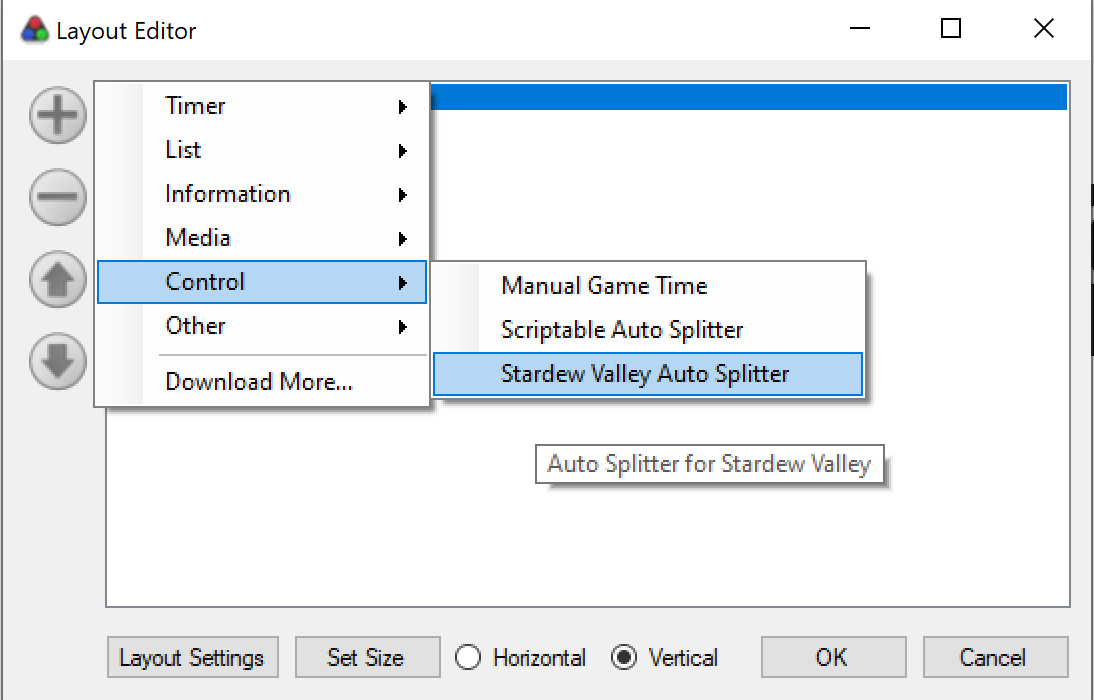 Layout Editor
Timer
List
Information
Media
Control
Other
Download More...
Manual Game Time
Scriptable Auto Splitter
Stardew Valley Auto Splitter
Auto Splitter for Stardew Valley
Layout Settings
Set Size
Horizontal
Vertical
OK
Cancel